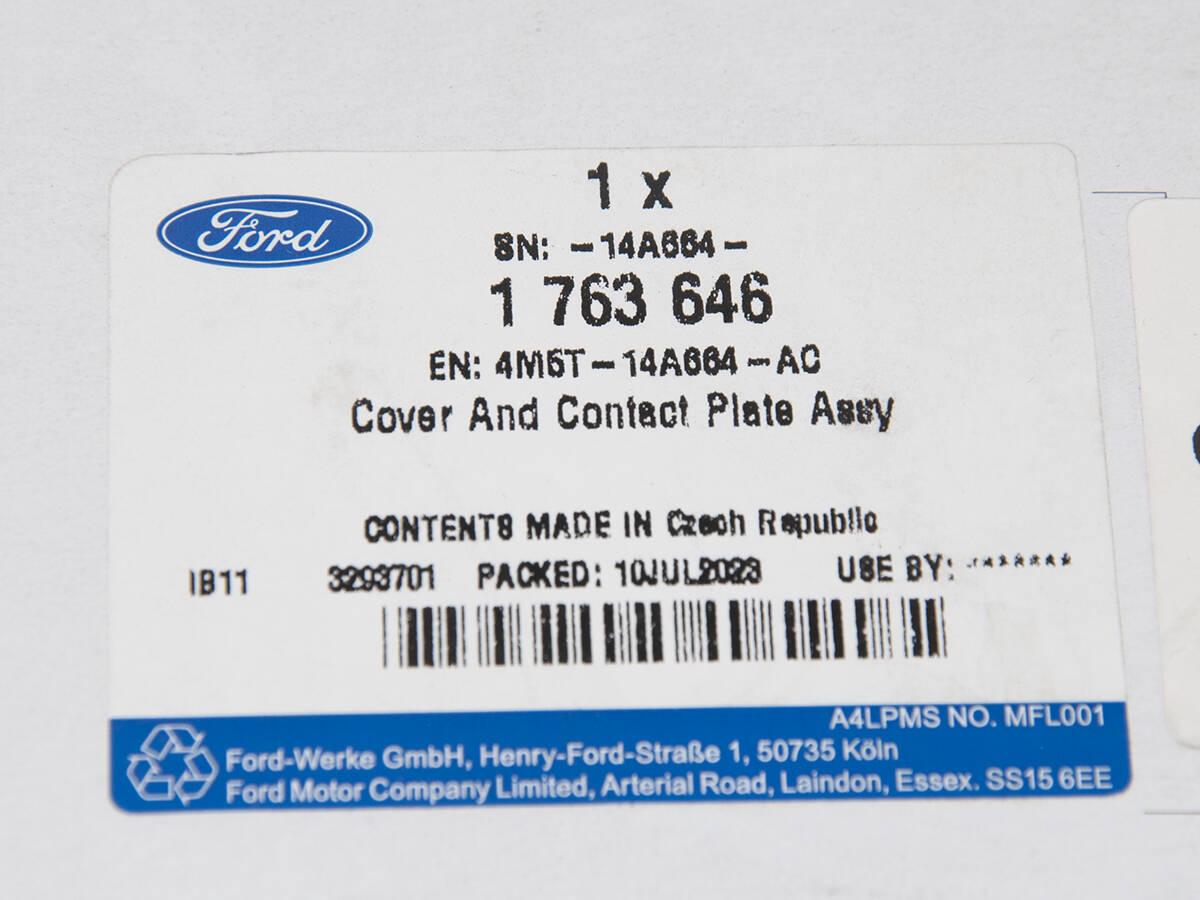 Ford
1 x
SN: -14A664-
1 763 646
EN: 4M5T-14A664-AC
Cover And Contact Plate Assy
CONTENTS MADE IN Czech Republic
IB11 3293701 PACKED: 10JUL2023 USE BY: *******
A4LPMS NO. MFL001
Ford-Werke GmbH, Henry-Ford-Straße 1, 50735 Köln
Ford Motor Company Limited, Arterial Road, Laindon, Essex. SS15 6EE